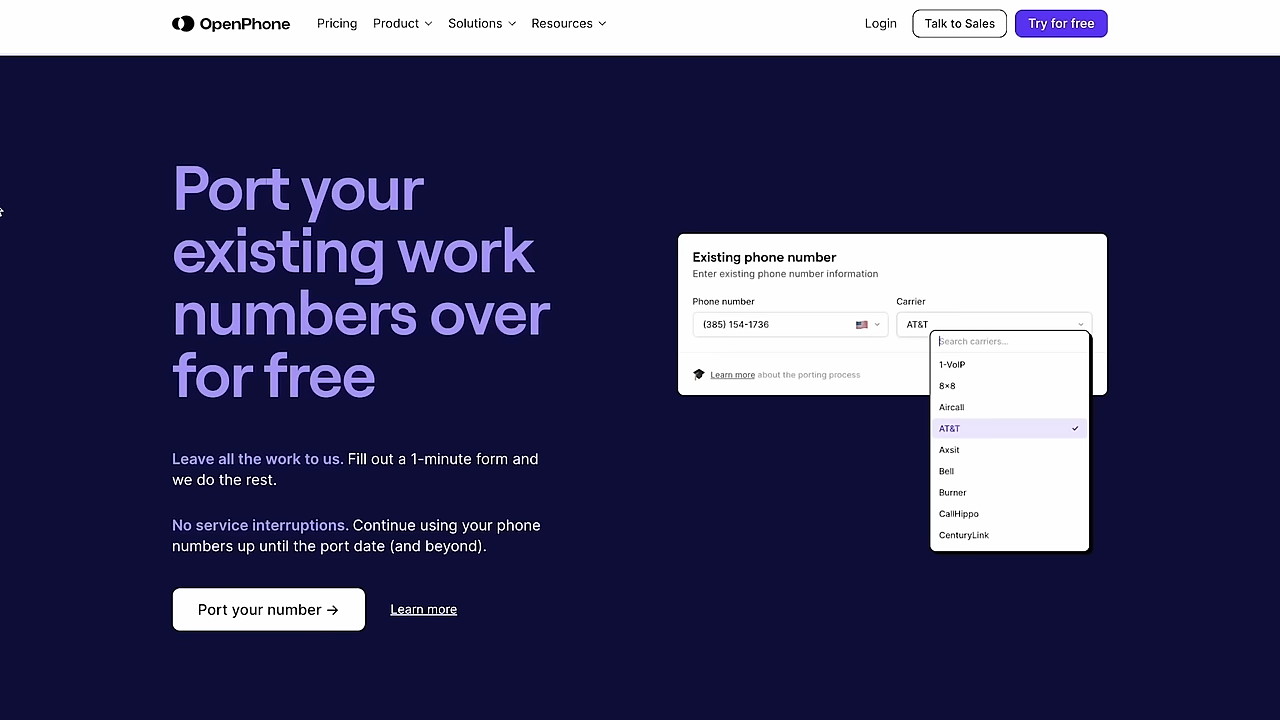 OpenPhone
Pricing
Product
Solutions
Resources
Login
Talk to Sales
Try for free
Port your
existing work
numbers over
for free
Leave all the work to us. Fill out a 1-minute form and
we do the rest.
No service interruptions. Continue using your phone
numbers up until the port date (and beyond).
Port your number →
Learn more
Existing phone number
Enter existing phone number information
Phone number
Carrier
(385) 154-1736
AT&T
Learn more about the porting process
Search carriers...
1-VoIP
8x8
Aircall
AT&T
Axsit
Bell
Burner
CallHippo
CenturyLink